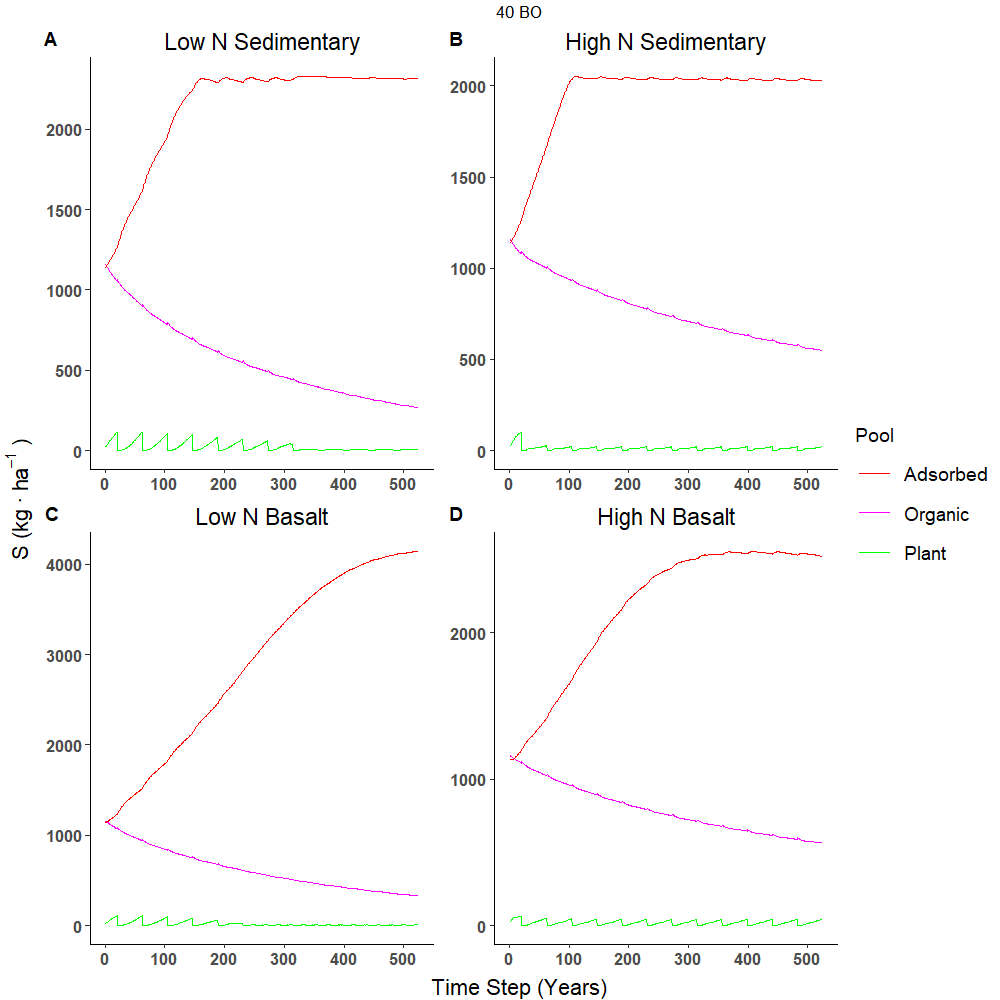 40 BO
A Low N Sedimentary
B High N Sedimentary
2000
1500
1000
500
0
2000
1500
1000
500
0
0 100 200 300 400 500
0 100 200 300 400 500
C Low N Basalt
D High N Basalt
4000
3000
2000
1000
0
2000
1000
0
0 100 200 300 400 500
0 100 200 300 400 500
S (kg · ha⁻¹ )
Time Step (Years)
Pool
Adsorbed
Organic
Plant